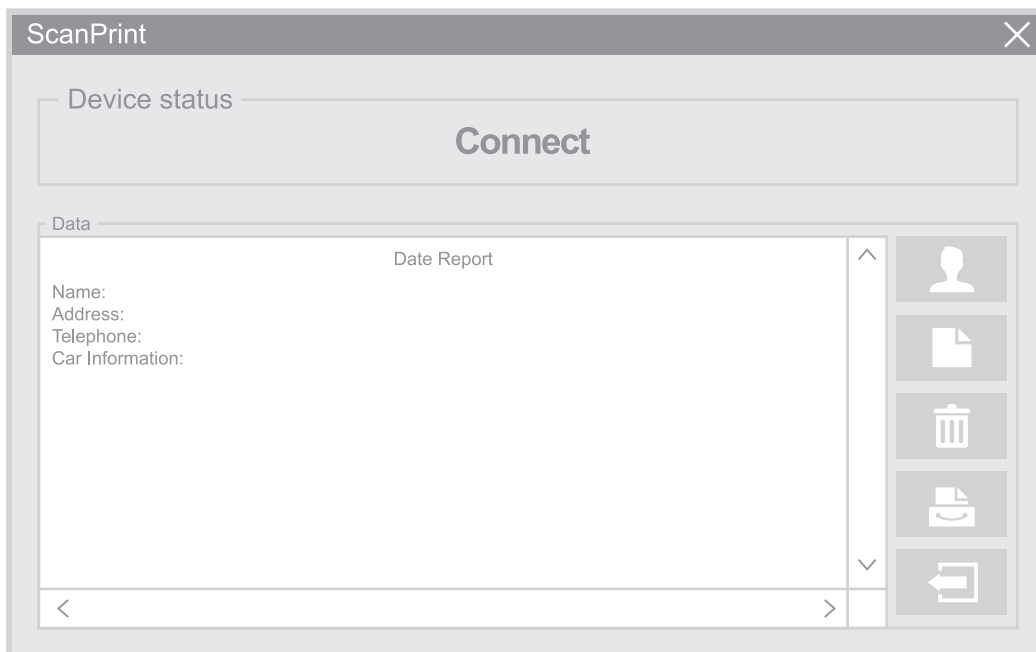 ScanPrint
Device status
Connect
Data
Date Report
Name:
Address:
Telephone:
Car Information: